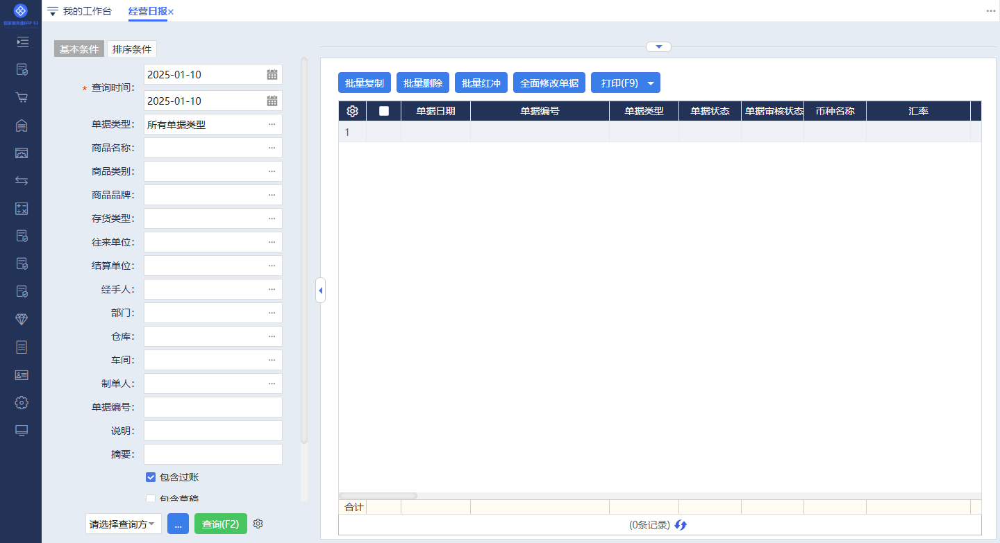 我的工作台 经营日报
基本条件 排序条件
* 查询时间: 2025-01-10
2025-01-10
单据类型: 所有单据类型
商品名称:
商品类别:
商品品牌:
存货类型:
往来单位:
结算单位:
经手人:
部门:
仓库:
车间:
制单人:
单据编号:
说明:
摘要:
包含过账
包含草稿
请选择查询方 ... 查询(F2)
批量复制 批量删除 批量红冲 全面修改单据 打印(F9)
单据日期 单据编号 单据类型 单据状态 单据审核状态 币种名称 汇率
1
合计
(0条记录)